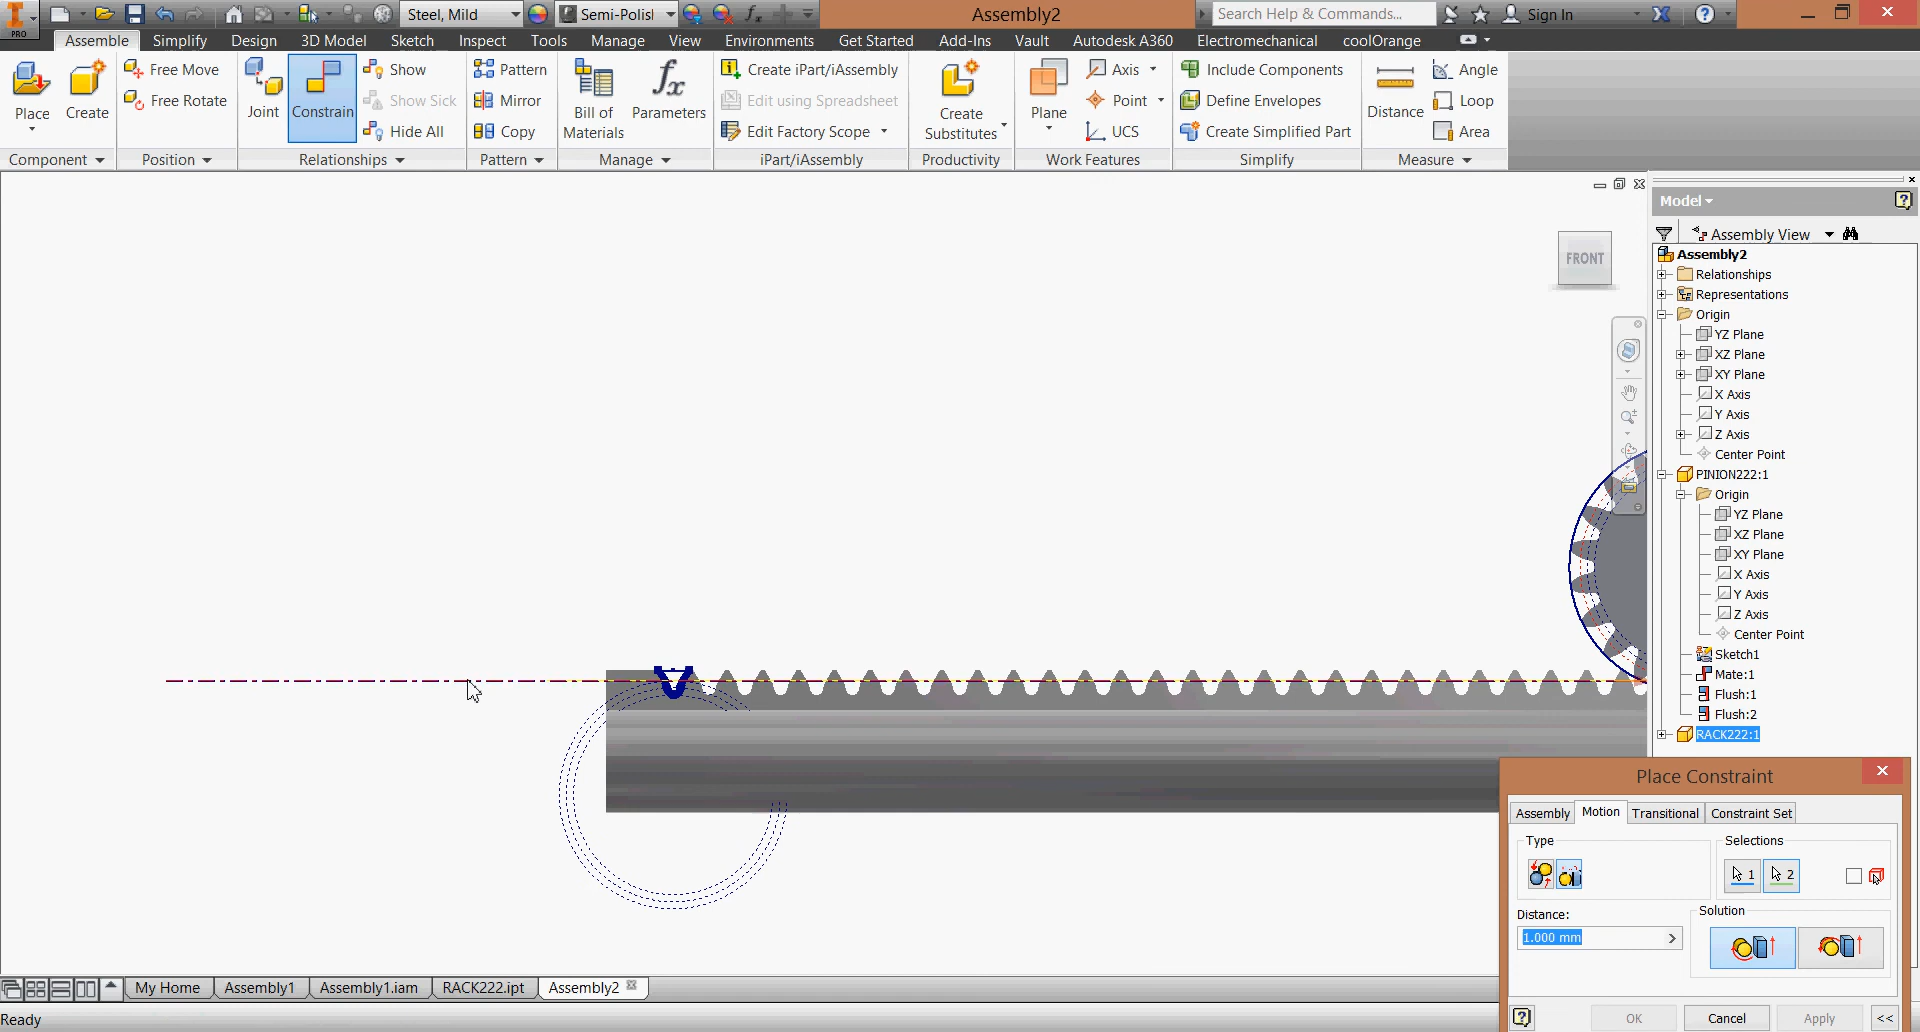 Steel, Mild
Semi-Polisl
Assembly2
Search Help & Commands...
Sign In
PRO
Assemble
Simplify
Design
3D Model
Sketch
Inspect
Tools
Manage
View
Environments
Get Started
Add-Ins
Vault
Autodesk A360
Electromechanical
coolOrange
Place
Create
Free Move
Free Rotate
Joint
Constrain
Show
Show Sick
Hide All
Pattern
Mirror
Copy
Bill of
Materials
fx
Parameters
Create iPart/iAssembly
Edit using Spreadsheet
Edit Factory Scope
Create
Substitutes
Plane
Axis
Point
UCS
Include Components
Define Envelopes
Create Simplified Part
Distance
Angle
Loop
Area
Component
Position
Relationships
Pattern
Manage
iPart/iAssembly
Productivity
Work Features
Simplify
Measure
FRONT
Model
Assembly View
Assembly2
Relationships
Representations
Origin
YZ Plane
XZ Plane
XY Plane
X Axis
Y Axis
Z Axis
Center Point
PINION222:1
Origin
YZ Plane
XZ Plane
XY Plane
X Axis
Y Axis
Z Axis
Center Point
Sketch1
Mate:1
Flush:1
Flush:2
RACK222:1
Place Constraint
Assembly
Motion
Transitional
Constraint Set
Type
Selections
1
2
Distance:
1.000 mm
Solution
OK
Cancel
Apply
<<
My Home
Assembly1
Assembly1.iam
RACK222.ipt
Assembly2
Ready